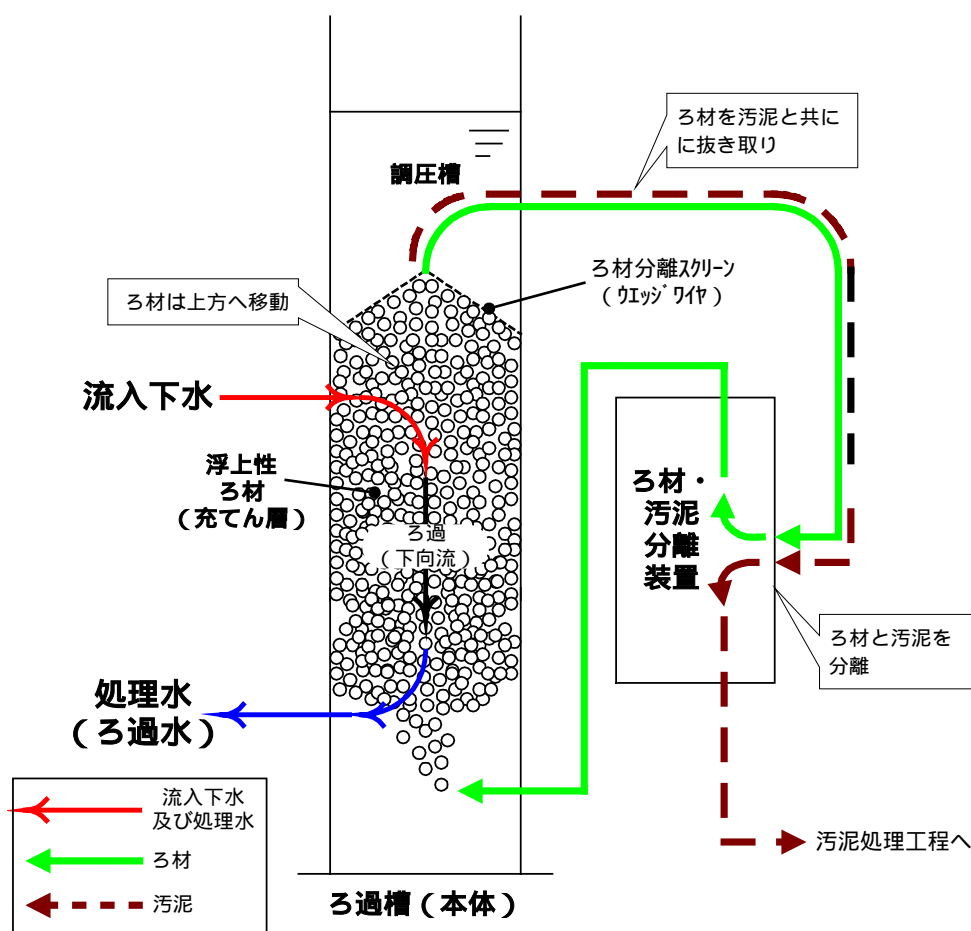 ろ材を汚泥と共に
に抜き取り
調圧槽
ろ材分離ｽｸﾘｰﾝ
（ｳｴｯｼﾞﾜｲﾔ）
ろ材は上方へ移動
流入下水
浮上性
ろ材
（充てん層）
ろ過
（下向流）
ろ材・
汚泥
分離
装置
ろ材と汚泥を
分離
処理水
（ろ過水）
流入下水
及び処理水
ろ材
汚泥
汚泥処理工程へ
ろ過槽（本体）